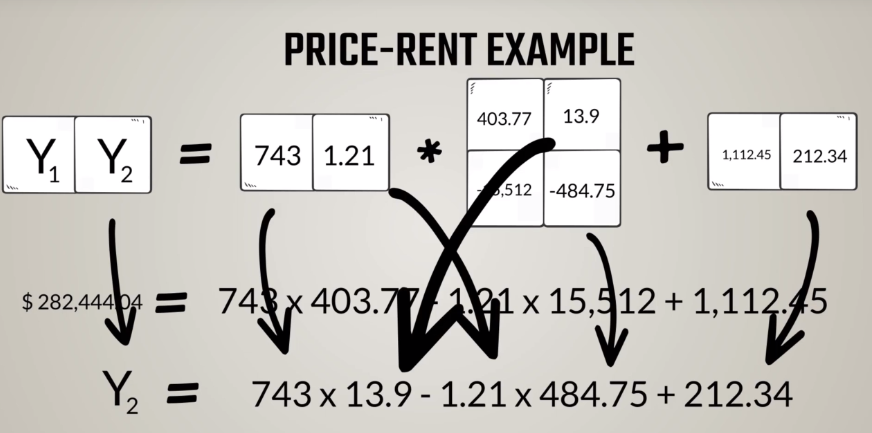 PRICE-RENT EXAMPLE
403.77 13.9
Y1 Y2 = 743 1.21 * + 1,112.45 212.34
-484.75
$ 282,444.04 = 743 x 403.77 - 1.21 x 15,512 + 1,112.45
Y2 = 743 x 13.9 - 1.21 x 484.75 + 212.34